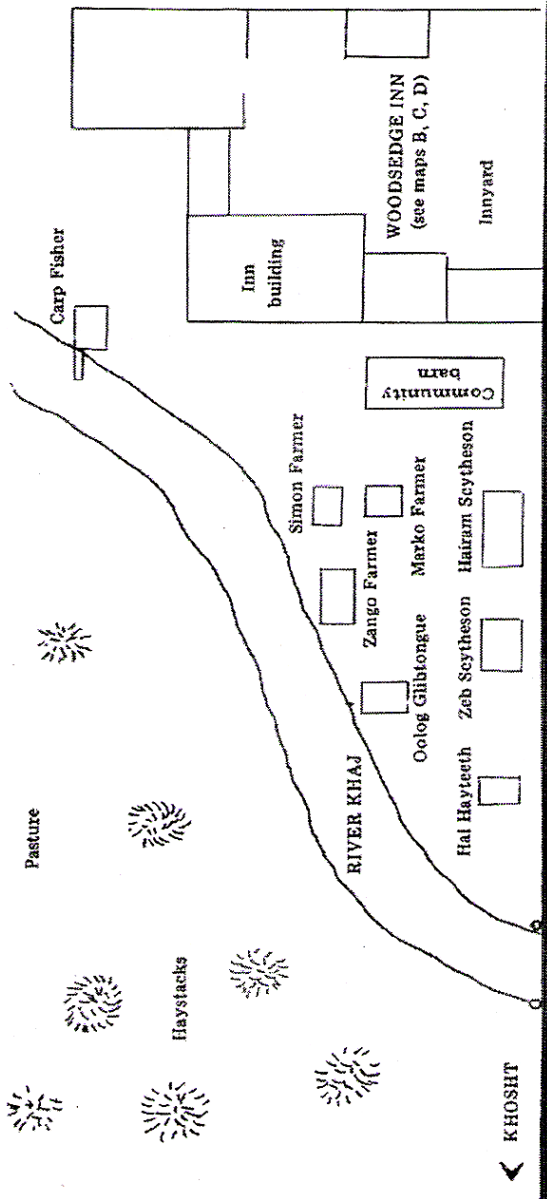 Pasture
Haystacks
KHOSHT
RIVER KHAJ
Carp Fisher
Simon Farmer
Zango Farmer
Marko Farmer
Oolog Glibtongue
Hal Hayteeth
Zeb Scytheson
Hairam Scytheson
Community
barn
Inn
building
WOODSEDGE INN
(see maps B, C, D)
Innyard